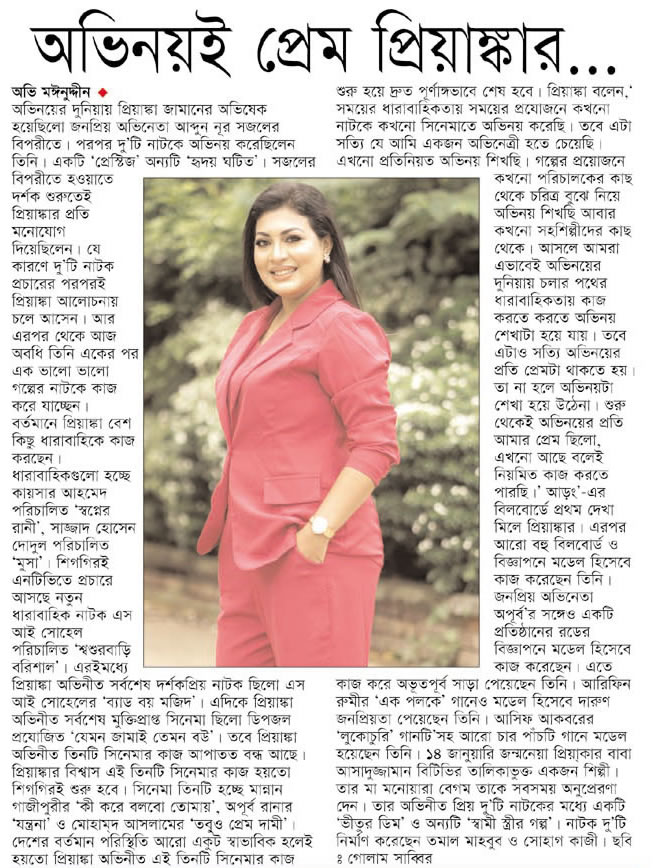 অভিনয়ই প্রেম প্রিয়াঙ্কার...
অভি মঈনুদ্দীন ◆
অভিনয়ের দুনিয়ায় প্রিয়াঙ্কা জামানের অভিষেক
হয়েছিলো জনপ্রিয় অভিনেতা আব্দুন নূর সজলের
বিপরীতে। পরপর দু'টি নাটকে অভিনয় করেছিলেন
তিনি। একটি ‘প্রেস্টিজ’ অন্যটি ‘হৃদয় ঘটিত’। সজলের
বিপরীতে হওয়াতে
দর্শক শুরুতেই
প্রিয়াঙ্কার প্রতি
মনোযোগ
দিয়েছিলেন। যে
কারণে দু'টি নাটক
প্রচারের পরপরই
প্রিয়াঙ্কা আলোচনায়
চলে আসেন। আর
এরপর থেকে আজ
অবধি তিনি একের পর
এক ভালো ভালো
গল্পের নাটকে কাজ
করে যাচ্ছেন।
বর্তমানে প্রিয়াঙ্কা বেশ
কিছু ধারাবাহিকে কাজ
করছেন।
ধারাবাহিকগুলো হচ্ছে
কায়সার আহমেদ
পরিচালিত ‘স্বপ্নের
রানী’, সাজ্জাদ হোসেন
দোদুল পরিচালিত
‘মুসা’। শিগগিরই
এনটিভিতে প্রচারে
আসছে নতুন
ধারাবাহিক নাটক এস
আই সোহেল
পরিচালিত ‘শ্বশুরবাড়ি
বরিশাল’। এরইমধ্যে
প্রিয়াঙ্কা অভিনীত সর্বশেষ দর্শকপ্রিয় নাটক ছিলো এস
আই সোহেলের ‘ব্যাড বয় মজিদ’। এদিকে প্রিয়াঙ্কা
অভিনীত সর্বশেষ মুক্তিপ্রাপ্ত সিনেমা ছিলো ডিপজল
প্রযোজিত ‘যেমন জামাই তেমন বউ’। তবে প্রিয়াঙ্কা
অভিনীত তিনটি সিনেমার কাজ আপাতত বন্ধ আছে।
প্রিয়াঙ্কার বিশ্বাস এই তিনটি সিনেমার কাজ হয়তো
শিগগিরই শুরু হবে। সিনেমা তিনটি হচ্ছে মান্নান
গাজীপুরীর ‘কী করে বলবো তোমায়’, অপূর্ব রানার
‘যন্ত্রনা’ ও মোহাম্মদ আসলামের ‘তবুও প্রেম দামী’।
দেশের বর্তমান পরিস্থিতি আরো একটু স্বাভাবিক হলেই
হয়তো প্রিয়াঙ্কা অভিনীত এই তিনটি সিনেমার কাজ
শুরু হয়ে দ্রুত পূর্ণাঙ্গভাবে শেষ হবে। প্রিয়াঙ্কা বলেন,‘
সময়ের ধারাবাহিকতায় সময়ের প্রযোজনে কখনো
নাটকে কখনো সিনেমাতে অভিনয় করেছি। তবে এটা
সত্যি যে আমি একজন অভিনেত্রী হতে চেয়েছি।
এখনো প্রতিনিয়ত অভিনয় শিখছি। গল্পের প্রয়োজনে
কখনো পরিচালকের কাছ
থেকে চরিত্র বুঝে নিয়ে
অভিনয় শিখছি আবার
কখনো সহশিল্পীদের কাছ
থেকে। আসলে আমরা
এভাবেই অভিনয়ের
দুনিয়ায় চলার পথের
ধারাবাহিকতায় কাজ
করতে করতে অভিনয়
শেখাটা হয়ে যায়। তবে
এটাও সত্যি অভিনয়ের
প্রতি প্রেমটা থাকতে হয়।
তা না হলে অভিনয়টা
শেখা হয়ে উঠেনা। শুরু
থেকেই অভিনয়ের প্রতি
আমার প্রেম ছিলো,
এখনো আছে বলেই
নিয়মিত কাজ করতে
পারছি।’ আড়ং’-এর
বিলবোর্ডে প্রথম দেখা
মিলে প্রিয়াঙ্কার। এরপর
আরো বহু বিলবোর্ড ও
বিজ্ঞাপনে মডেল হিসেবে
কাজ করেছেন তিনি।
জনপ্রিয় অভিনেতা
অপূর্ব'র সঙ্গেও একটি
প্রতিষ্ঠানের রডের
বিজ্ঞাপনে মডেল হিসেবে
কাজ করেছেন। এতে
কাজ করে অভূতপূর্ব সাড়া পেয়েছেন তিনি। আরিফিন
রুমীর ‘এক পলকে’ গানেও মডেল হিসেবে দারুণ
জনপ্রিয়তা পেয়েছেন তিনি। আসিফ আকবরের
‘লুকোচুরি’ গানটি'সহ আরো চার পাঁচটি গানে মডেল
হয়েছেন তিনি। ১৪ জানুয়ারি জন্মনেয়া প্রিয়াকার বাবা
আসাদুজ্জামান বিটিভির তালিকাভুক্ত একজন শিল্পী।
তার মা মনোয়ারা বেগম তাকে সবসময় অনুপ্রেরণা
দেন। তার অভিনীত প্রিয় দু'টি নাটকের মধ্যে একটি
‘ভীতুর ডিম’ ও অন্যটি ‘স্বামী স্ত্রীর গল্প’। নাটক দু'টি
নির্মাণ করেছেন তমাল মাহবুব ও সোহাগ কাজী। ছবি
ঃ গোলাম সাব্বির